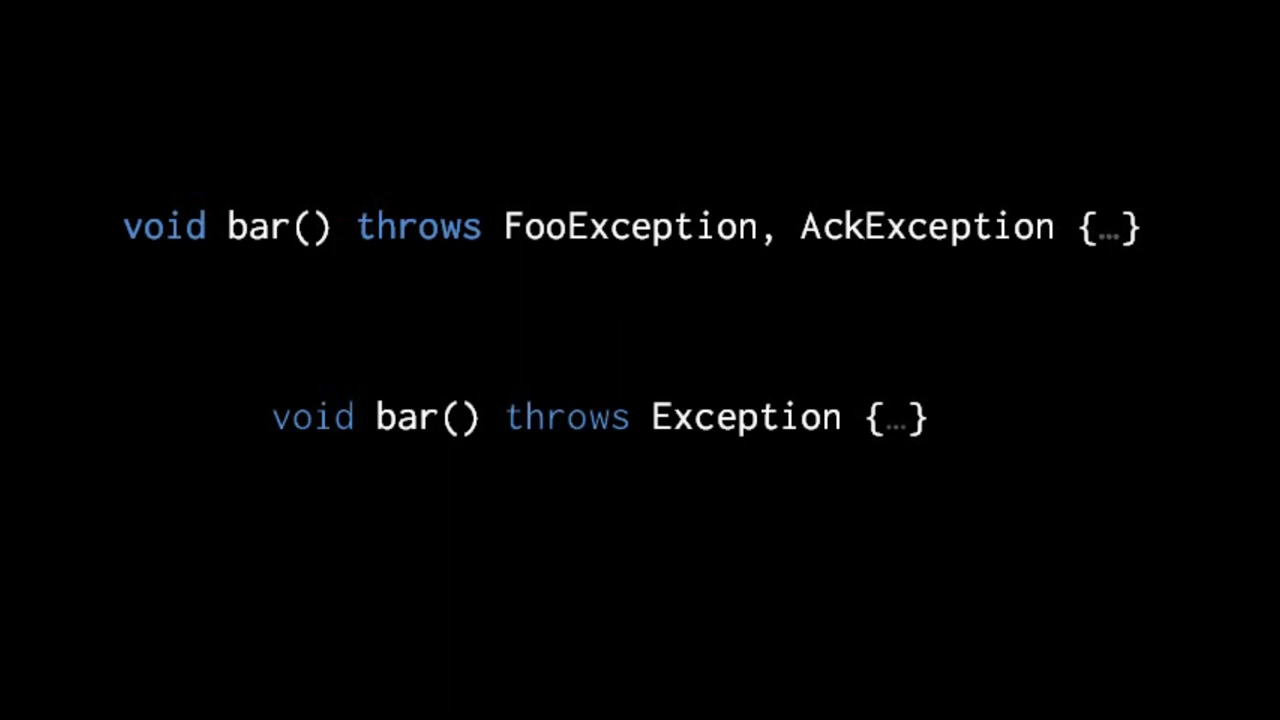 void bar() throws FooException, AckException {…}
void bar() throws Exception {…}